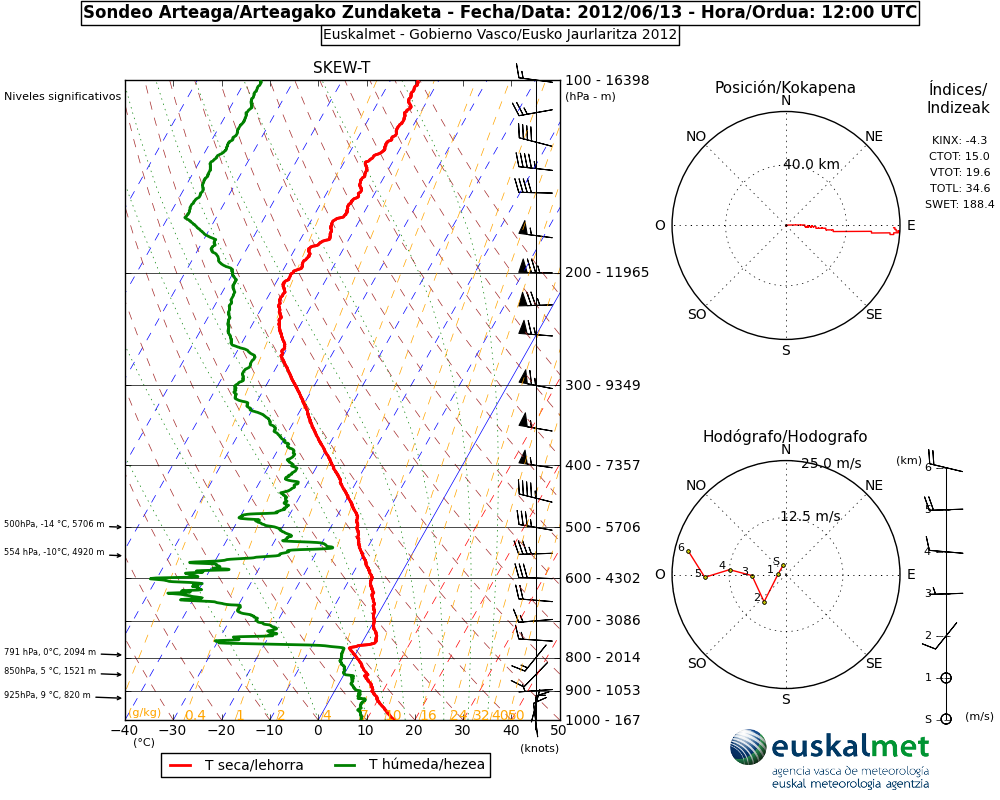 Sondeo Arteaga/Arteagako Zundaketa - Fecha/Data: 2012/06/13 - Hora/Ordua: 12:00 UTC
Euskalmet - Gobierno Vasco/Eusko Jaurlaritza 2012
SKEW-T
Niveles significativos
100 - 16398
(hPa - m)
200 - 11965
300 - 9349
400 - 7357
500 - 5706
600 - 4302
700 - 3086
800 - 2014
900 - 1053
1000 - 167
500hPa, -14 °C, 5706 m
554 hPa, -10°C, 4920 m
791 hPa, 0°C, 2094 m
850hPa, 5 °C, 1521 m
925hPa, 9 °C, 820 m
(g/kg) 0.4 1 2 4 7 10 16 24 32 40 50
−40 −30 −20 −10 0 10 20 30 40 50
(°C)
(knots)
T seca/lehorra T húmeda/hezea
Posición/Kokapena
N
NO NE
40.0 km
O E
SO SE
S
Índices/
Indizeak
KINX: -4.3
CTOT: 15.0
VTOT: 19.6
TOTL: 34.6
SWET: 188.4
Hodógrafo/Hodografo
N
25.0 m/s
NO NE
12.5 m/s
O E
6 5 4 3 2 1 S
SO SE
S
(km)
6
5
4
3
2
1
S
(m/s)
euskalmet
agencia vasca de meteorología
euskal meteorologia agentzia